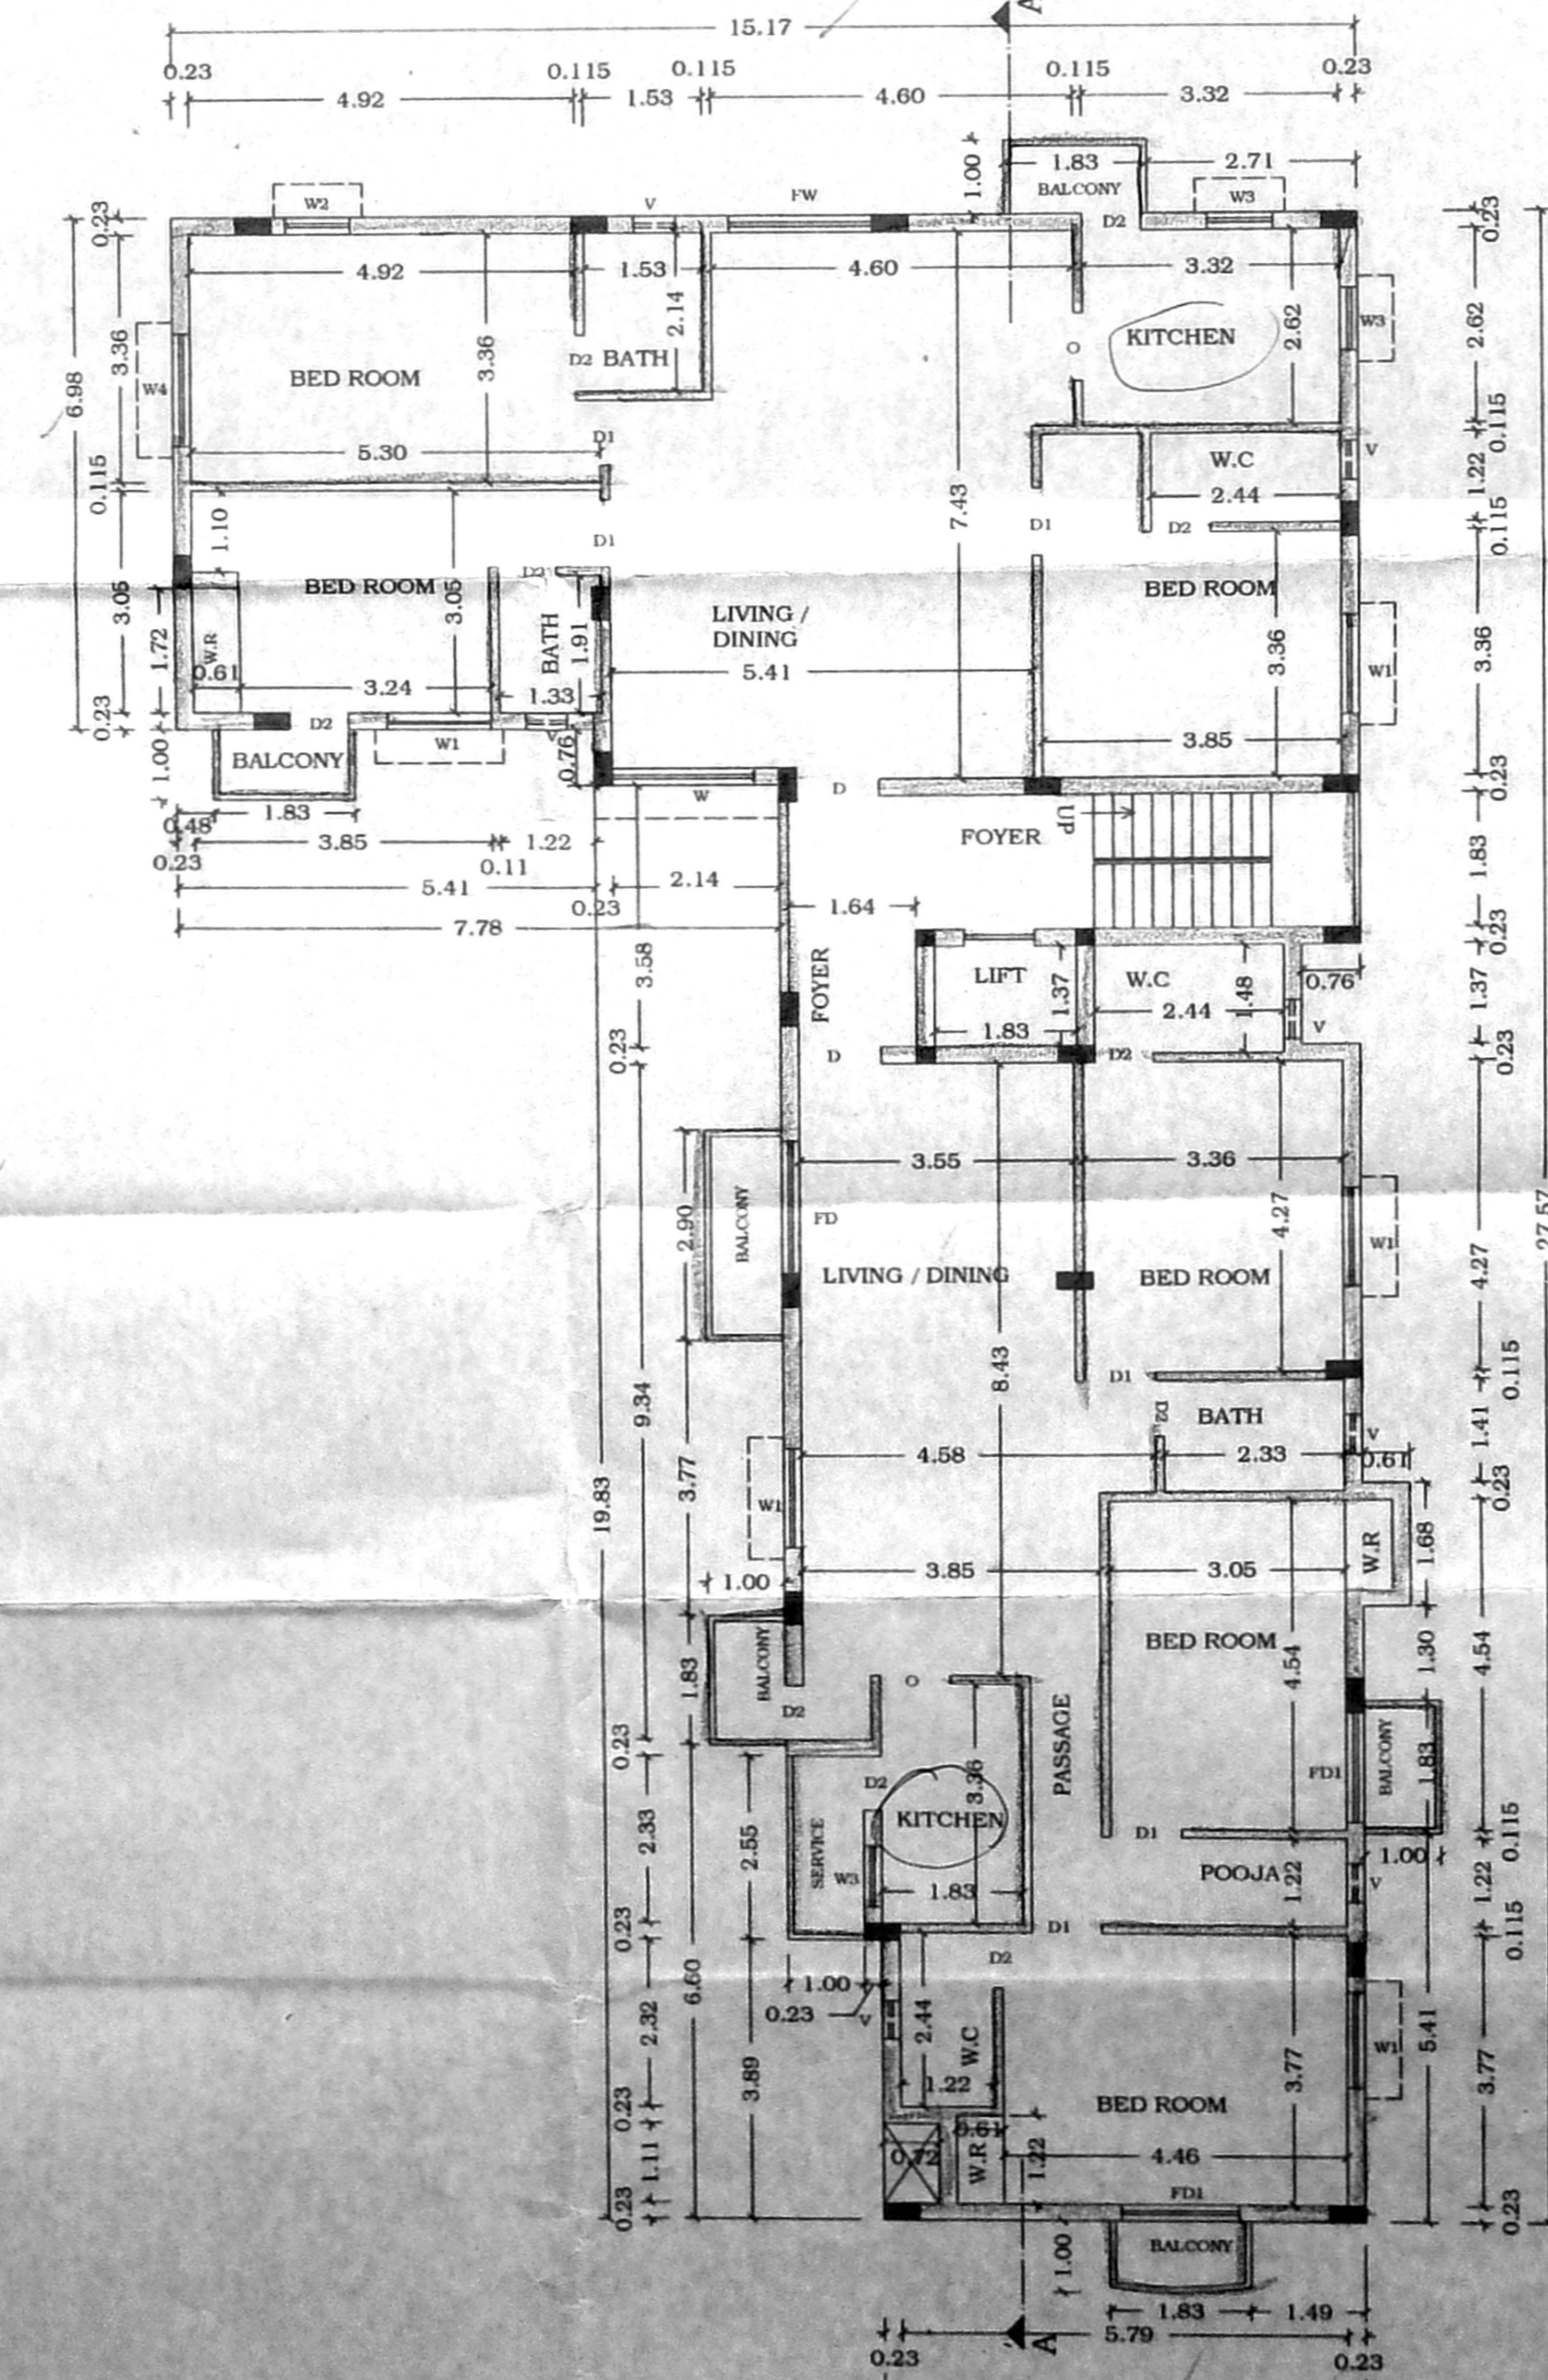 A
15.17
0.23 0.115 0.115 0.115 0.23
4.92 1.53 4.60 3.32
1.00 1.83 2.71
BALCONY
W2 V FW D2 W3
0.23 0.23
4.92 1.53 4.60 3.32
3.36 2.14 2.62 2.62
W3
KITCHEN
O
3.36 D2 BATH
BED ROOM
6.98
W4
D1
5.30
0.115 0.115
W.C V
2.44 1.22
7.43
D1 D2
0.115
1.10
D1
D2
BED ROOM BED ROOM
3.05 3.05
LIVING /
DINING
BATH 1.91
W.R 1.72
0.61 3.24 1.33
5.41
3.36 3.36
W1
0.23
D2 W1 V
3.85
BALCONY
1.00 0.76
0.23
W D
1.83
0.48
FOYER UP
3.85 1.22
0.23 0.11
1.83
5.41 2.14
0.23 1.64
7.78
0.23
3.58
FOYER
LIFT 1.37 W.C 1.48 0.76 1.37
1.83 2.44 V
0.23 D D2 0.23
3.55 3.36
2.90 BALCONY FD 4.27 4.27
27.57
W1
LIVING / DINING BED ROOM
8.43
0.115
D1
9.34
BATH
D2 V
1.41
4.58 2.33 0.61
3.77
0.23
19.83
W1
W.R 1.68
1.00 3.85 3.05
BED ROOM
BALCONY 1.83 4.54 1.30 4.54
O
D2
PASSAGE
0.23
BALCONY 1.83
FD1
D2 3.36
KITCHEN
D1 0.115
2.33 2.55 SERVICE
1.00
W3 POOJA 1.22 V 1.22
1.83
0.23 D1 0.115
D2
6.60 1.00
0.23 V
2.32 2.44 W.C
5.41
W1
1.22
3.89 3.77 3.77
0.23 BED ROOM
0.61
1.11 0.72 W.R 1.22 4.46
FD1
0.23 0.23
1.00 BALCONY
1.83 1.49
A 5.79
0.23 0.23